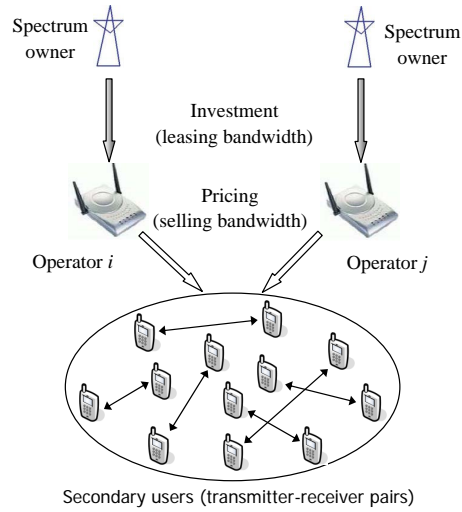 Spectrum
owner
Spectrum
owner
Investment
(leasing bandwidth)
Pricing
(selling bandwidth)
Operator i
Operator j
Secondary users (transmitter-receiver pairs)